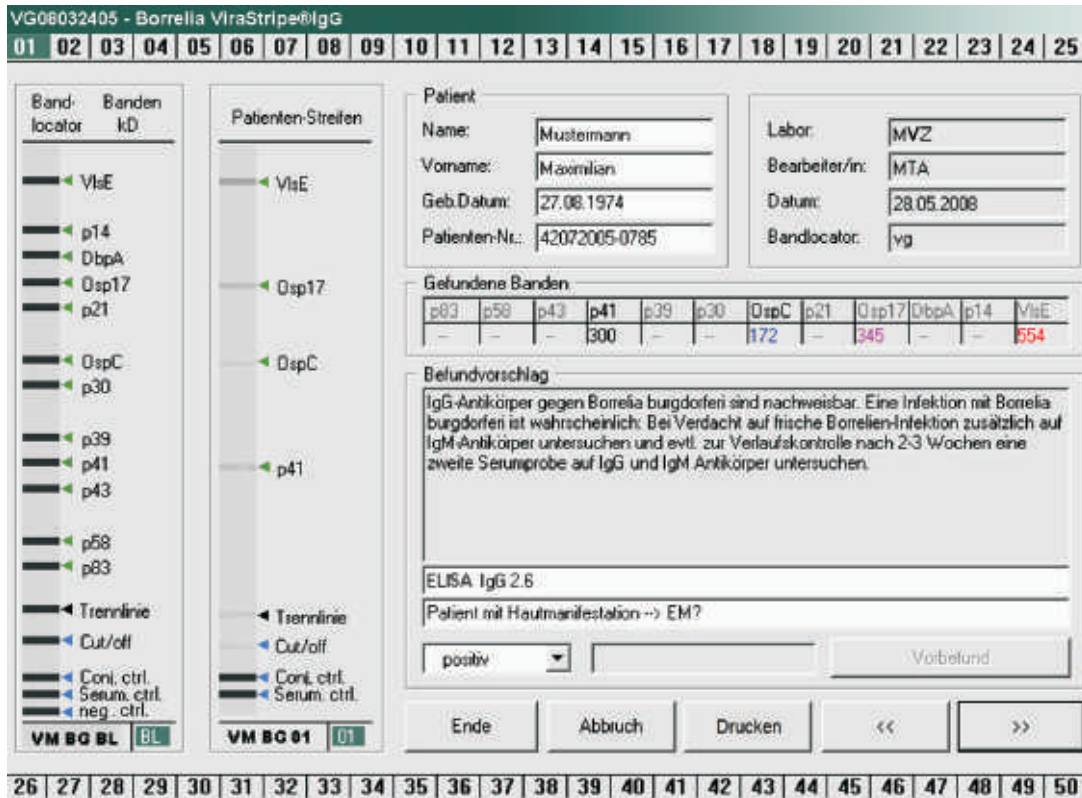 VG08032405 - Borrelia ViraStripe®IgG
01 02 03 04 05 06 07 08 09 10 11 12 13 14 15 16 17 18 19 20 21 22 23 24 25
Band- Banden
locator kD
VlsE
p14
DbpA
Osp17
p21
OspC
p30
p39
p41
p43
p58
p83
Trennlinie
Cut/off
Conj. ctrl.
Serum. ctrl.
neg. ctrl.
VM BG BL BL
Patienten-Streifen
VlsE
Osp17
OspC
p41
Trennlinie
Cut/off
Conj. ctrl.
Serum. ctrl.
VM BG 01 01
Patient
Name: Mustermann
Vorname: Maximilian
Geb.Datum: 27.08.1974
Patienten-Nr.: 42072005-0785
Labor: MVZ
Bearbeiter/in: MTA
Datum: 28.05.2008
Bandlocator: vg
Gefundene Banden
p83 p58 p43 p41 p39 p30 OspC p21 Osp17 DbpA p14 VlsE
-- -- -- 300 -- -- 172 -- 345 -- -- 554
Befundvorschlag
IgG-Antikörper gegen Borrelia burgdorferi sind nachweisbar. Eine Infektion mit Borrelia
burgdorferi ist wahrscheinlich: Bei Verdacht auf frische Borrelien-Infektion zusätzlich auf
IgM-Antikörper untersuchen und evtl. zur Verlaufskontrolle nach 2-3 Wochen eine
zweite Serumprobe auf IgG und IgM Antikörper untersuchen.
ELISA IgG 2.6
Patient mit Hautmanifestation --> EM?
positiv
Vorbefund
Ende Abbruch Drucken << >>
26 27 28 29 30 31 32 33 34 35 36 37 38 39 40 41 42 43 44 45 46 47 48 49 50